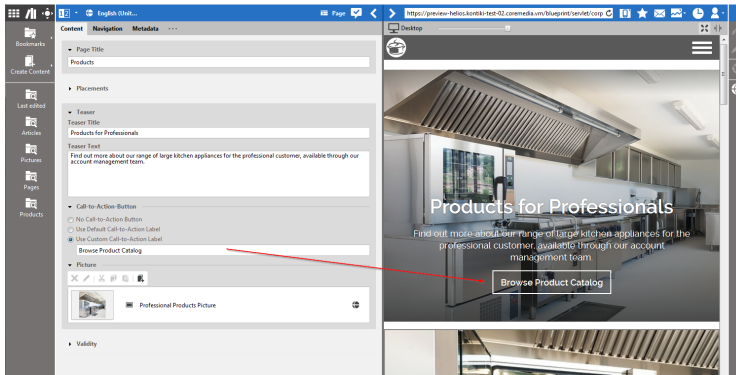 English (Unit...
Page
https://preview-helios.kontiki-test-02.coremedia.vm/blueprint/servlet/corp
Bookmarks
Create Content
Last edited
Articles
Pictures
Pages
Products
Content Navigation Metadata ...
Page Title
Products
Placements
Teaser
Teaser Title
Products for Professionals
Teaser Text
Find out more about our range of large kitchen appliances for the professional customer, available through our
account management team.
Call-to-Action-Button
No Call-to-Action Button
Use Default Call-to-Action Label
Use Custom Call-to-Action Label
Browse Product Catalog
Picture
Professional Products Picture
Validity
Desktop
Products for Professionals
Find out more about our range of large kitchen appliances for the
professional customer, available through our account
management team.
Browse Product Catalog